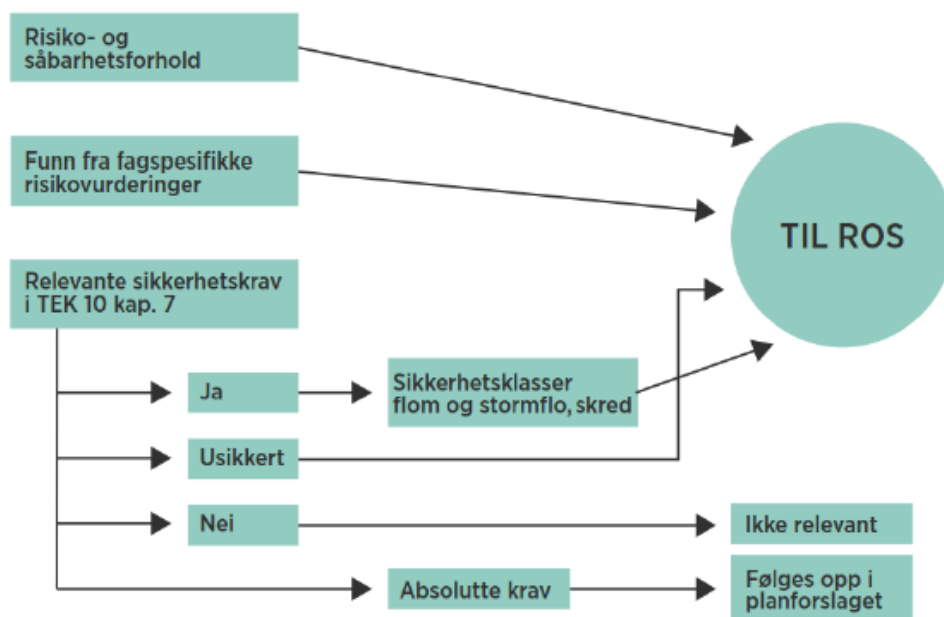 Risiko- og
såbarhetsforhold
Funn fra fagspesifikke
risikovurderinger
TIL ROS
Relevante sikkerhetskrav
i TEK 10 kap. 7
Ja
Sikkerhetsklasser
flom og stormflo, skred
Usikkert
Nei
Ikke relevant
Absolutte krav
Følges opp i
planforslaget